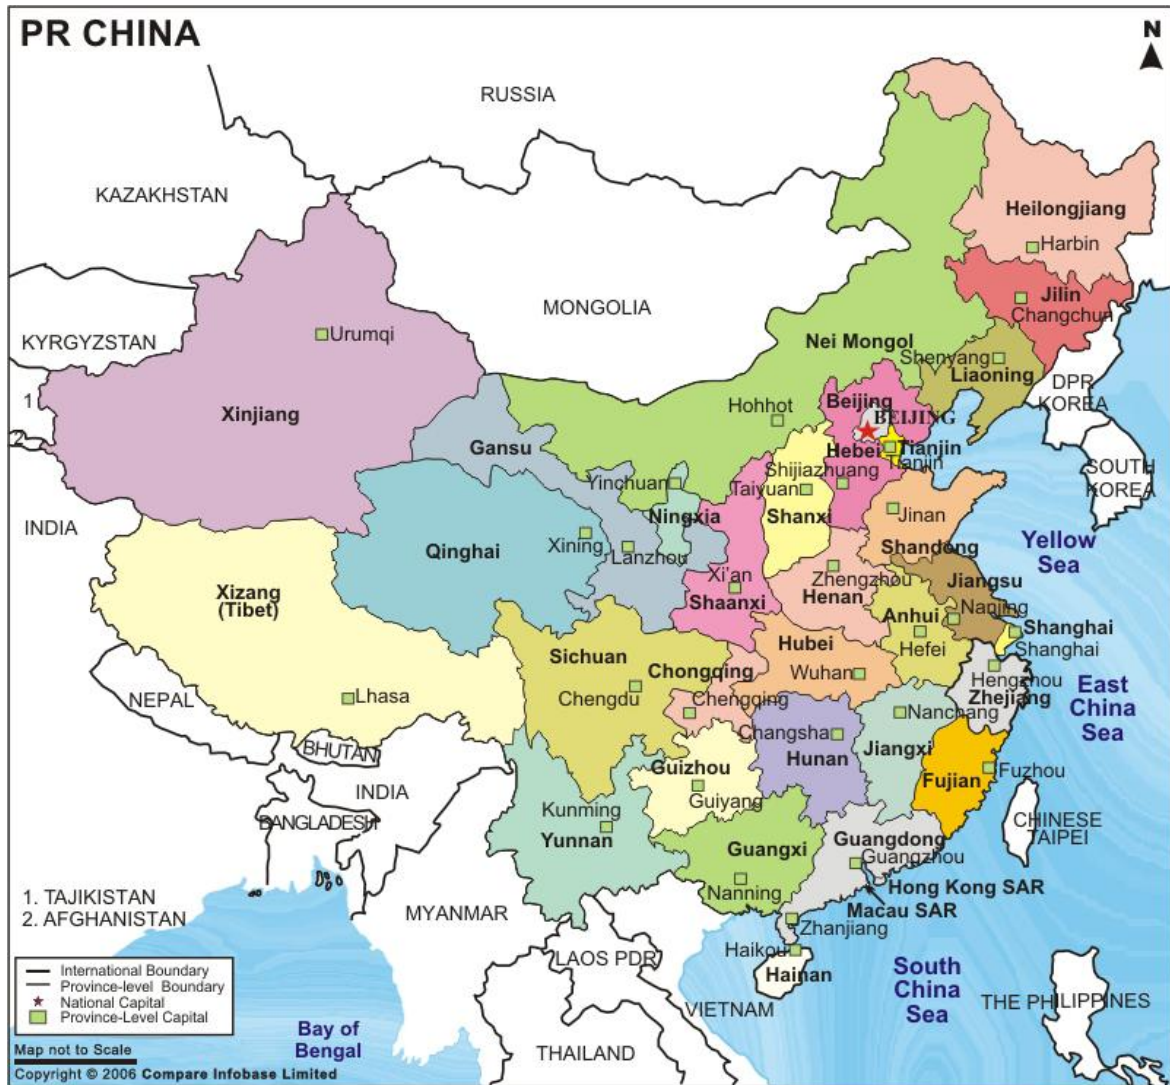 PR CHINA
N
RUSSIA
KAZAKHSTAN
Heilongjiang
Harbin
MONGOLIA
Jilin
Changchun
KYRGYZSTAN
Urumqi
Nei Mongol
Shenyang
Liaoning
DPR
KOREA
1
2
Xinjiang
Hohhot
Beijing
BEIJING
Gansu
Hebei
Tianjin
Tianjin
SOUTH
KOREA
Yinchuan
Shijiazhuang
Taiyuan
INDIA
Ningxia
Shanxi
Jinan
Qinghai
Xining
Lanzhou
Shandong
Yellow
Sea
Xizang
(Tibet)
Xi'an
Shaanxi
Zhengzhou
Henan
Jiangsu
Anhui
Nanjing
Hefei
Shanghai
Shanghai
Sichuan
Chongqing
Hubei
Wuhan
Hengzhou
Zhejiang
NEPAL
Lhasa
Chengdu
Chengqing
Nanchang
East
China
Sea
BHUTAN
Changsha
Hunan
Jiangxi
Guizhou
Guiyang
Fujian
Fuzhou
INDIA
BANGLADESH
Kunming
Yunnan
CHINESE
TAIPEI
Guangxi
Guangdong
Guangzhou
Nanning
Hong Kong SAR
Macau SAR
1. TAJIKISTAN
2. AFGHANISTAN
MYANMAR
Zhanjiang
LAOS PDR
Haikou
Hainan
South
China
Sea
VIETNAM
THE PHILIPPINES
International Boundary
Province-level Boundary
National Capital
Province-Level Capital
Bay of
Bengal
THAILAND
Map not to Scale
Copyright © 2006 Compare Infobase Limited